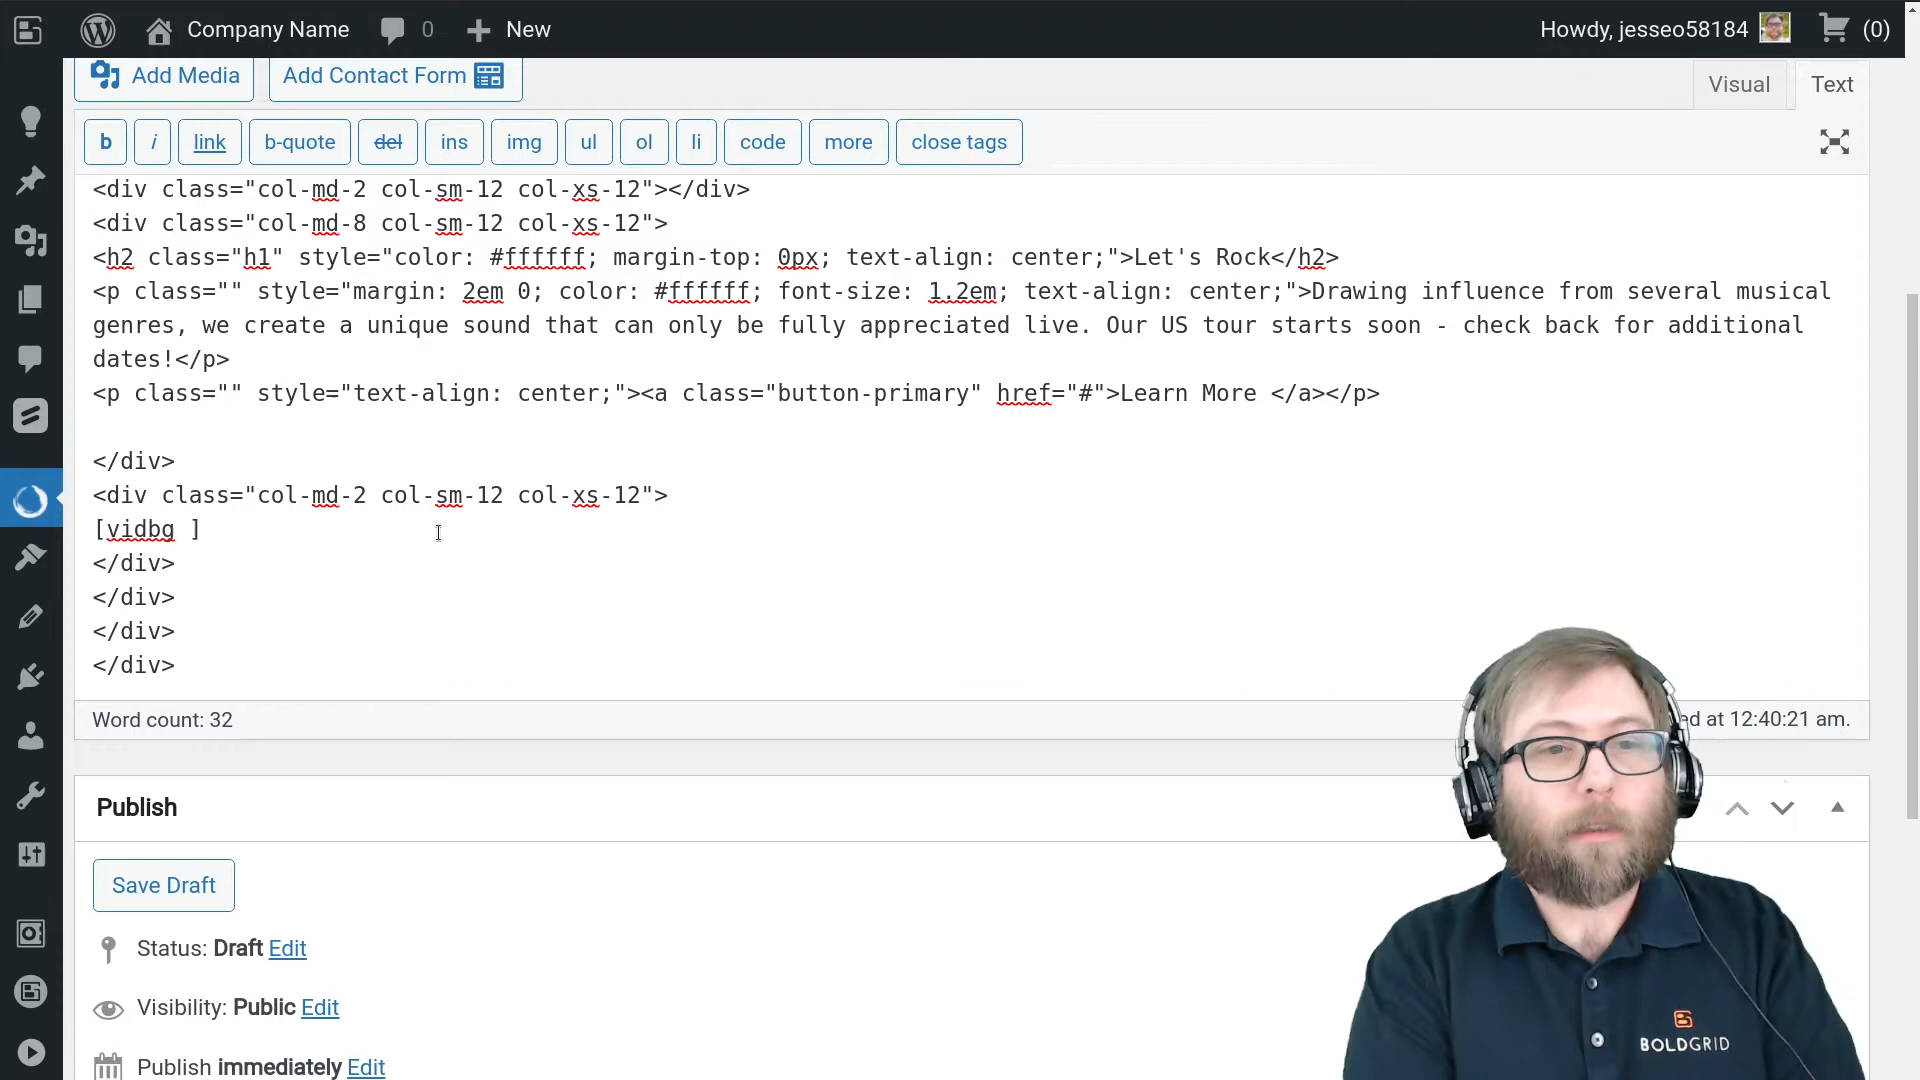 Company Name 0 New Howdy, jesseo58184 (0)
Add Media Add Contact Form Visual Text
b i link b-quote del ins img ul ol li code more close tags
<div class="col-md-2 col-sm-12 col-xs-12"></div>
<div class="col-md-8 col-sm-12 col-xs-12">
<h2 class="h1" style="color: #ffffff; margin-top: 0px; text-align: center;">Let's Rock</h2>
<p class="" style="margin: 2em 0; color: #ffffff; font-size: 1.2em; text-align: center;">Drawing influence from several musical
genres, we create a unique sound that can only be fully appreciated live. Our US tour starts soon - check back for additional
dates!</p>
<p class="" style="text-align: center;"><a class="button-primary" href="#">Learn More </a></p>
</div>
<div class="col-md-2 col-sm-12 col-xs-12">
[vidbg ]
</div>
</div>
</div>
</div>
Word count: 32 ed at 12:40:21 am.
Publish
Save Draft
Status: Draft Edit
Visibility: Public Edit
Publish immediately Edit
BOLDGRID